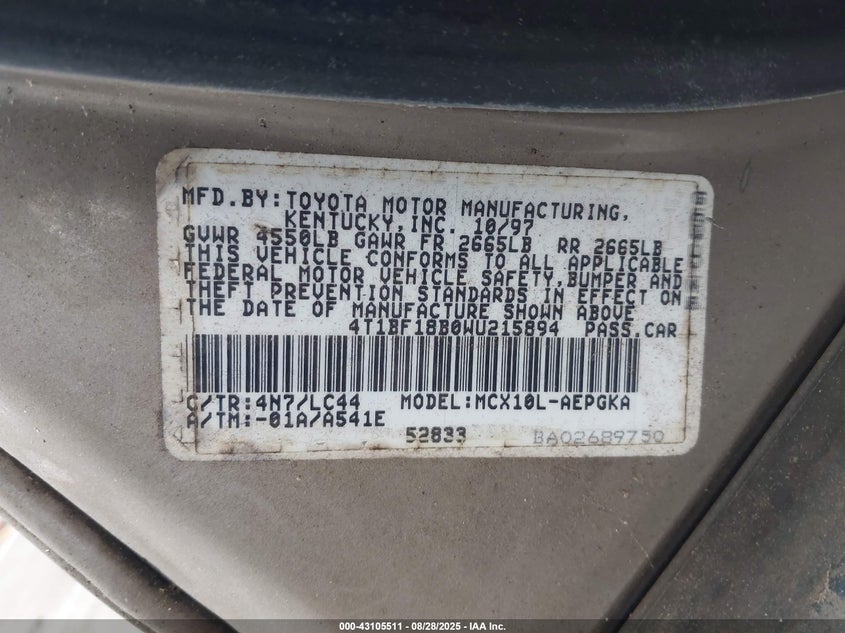 MFD.BY:TOYOTA MOTOR MANUFACTURING,
KENTUCKY,INC. 10/97
GVWR 4550LB GAWR FR 2665LB RR 2665LB
THIS VEHICLE CONFORMS TO ALL APPLICABLE
FEDERAL MOTOR VEHICLE SAFETY,BUMPER AND
THEFT PREVENTION STANDARDS IN EFFECT ON
THE DATE OF MANUFACTURE SHOWN ABOVE
4T1BF18B0WU215894 PASS.CAR
C/TR:4N7/LC44 MODEL:MCX10L-AEPGKA
A/TM:-01A/A541E
52833 BA02689750
000-43105511 - 08/28/2025 - IAA Inc.